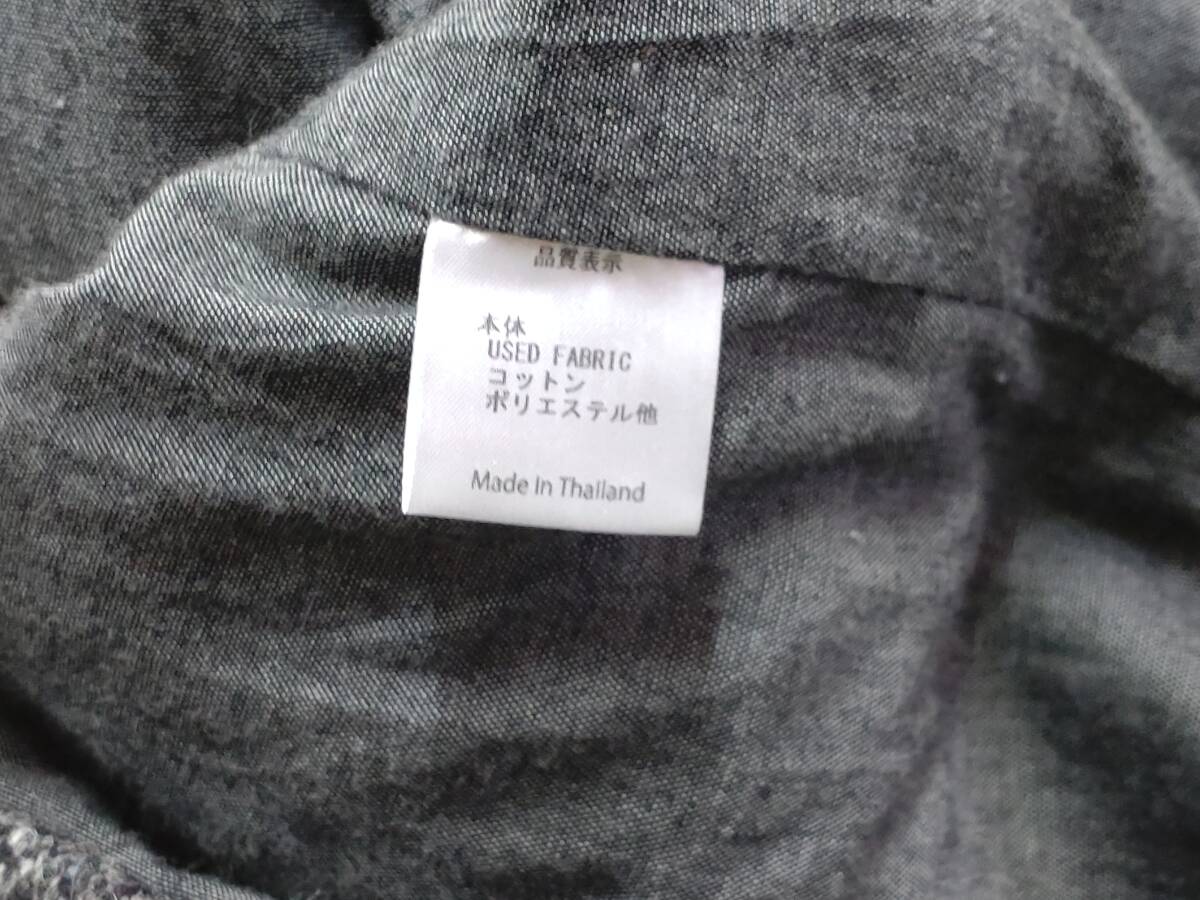 品質表示
本体
USED FABRIC
コットン
ポリエステル他
Made in Thailand